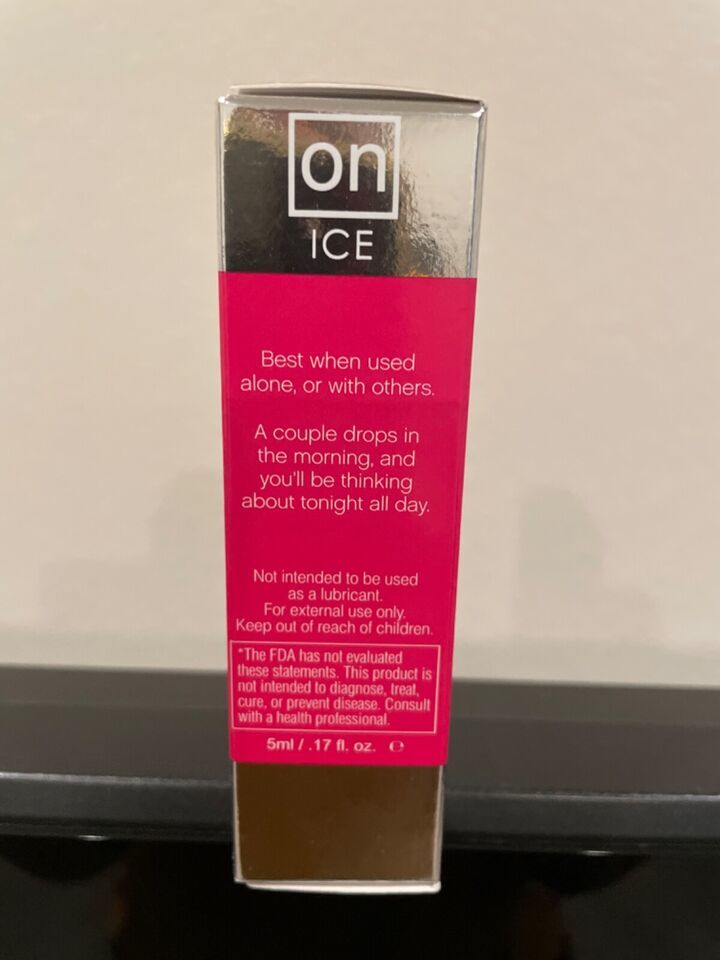 on
ICE
Best when used
alone, or with others.
A couple drops in
the morning, and
you'll be thinking
about tonight all day.
Not intended to be used
as a lubricant.
For external use only.
Keep out of reach of children.
*The FDA has not evaluated
these statements. This product is
not intended to diagnose, treat,
cure, or prevent disease. Consult
with a health professional.
5ml / .17 fl. oz. ℮